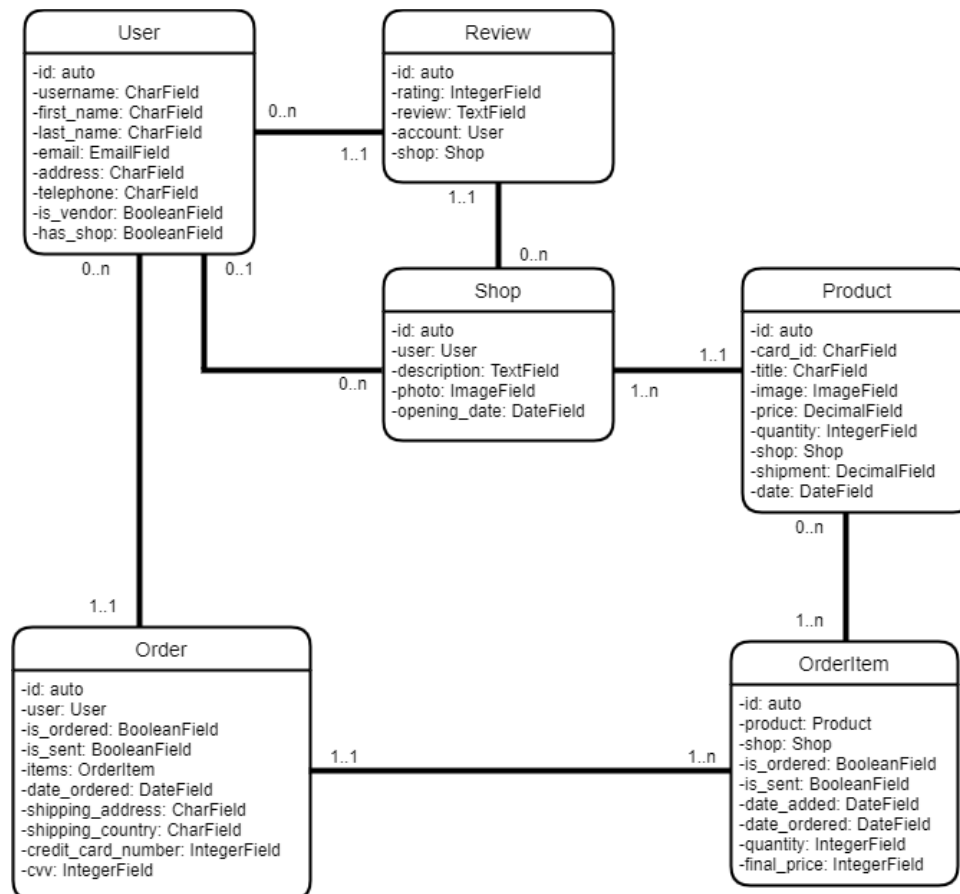 User
-id: auto
-username: CharField
-first_name: CharField
-last_name: CharField
-email: EmailField
-address: CharField
-telephone: CharField
-is_vendor: BooleanField
-has_shop: BooleanField
Review
-id: auto
-rating: IntegerField
-review: TextField
-account: User
-shop: Shop
0..n
1..1
1..1
0..n
0..n
0..1
Shop
-id: auto
-user: User
-description: TextField
-photo: ImageField
-opening_date: DateField
0..n
1..1
1..n
Product
-id: auto
-card_id: CharField
-title: CharField
-image: ImageField
-price: DecimalField
-quantity: IntegerField
-shop: Shop
-shipment: DecimalField
-date: DateField
0..n
1..n
1..1
Order
-id: auto
-user: User
-is_ordered: BooleanField
-is_sent: BooleanField
-items: OrderItem
-date_ordered: DateField
-shipping_address: CharField
-shipping_country: CharField
-credit_card_number: IntegerField
-cvv: IntegerField
1..1
1..n
OrderItem
-id: auto
-product: Product
-shop: Shop
-is_ordered: BooleanField
-is_sent: BooleanField
-date_added: DateField
-date_ordered: DateField
-quantity: IntegerField
-final_price: IntegerField